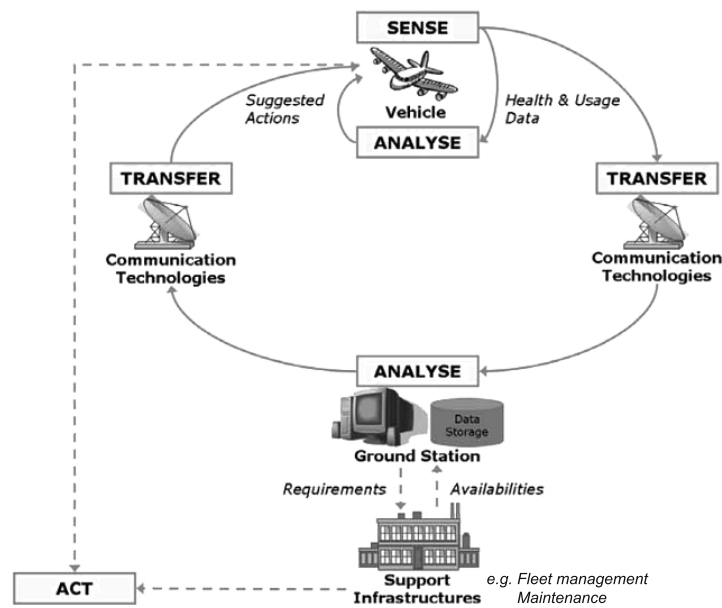 SENSE
Suggested
Actions
Vehicle
Health & Usage
Data
ANALYSE
TRANSFER
TRANSFER
Communication
Technologies
Communication
Technologies
ANALYSE
Data
Storage
Ground Station
Requirements
Availabilities
Support
Infrastructures
e.g. Fleet management
Maintenance
ACT